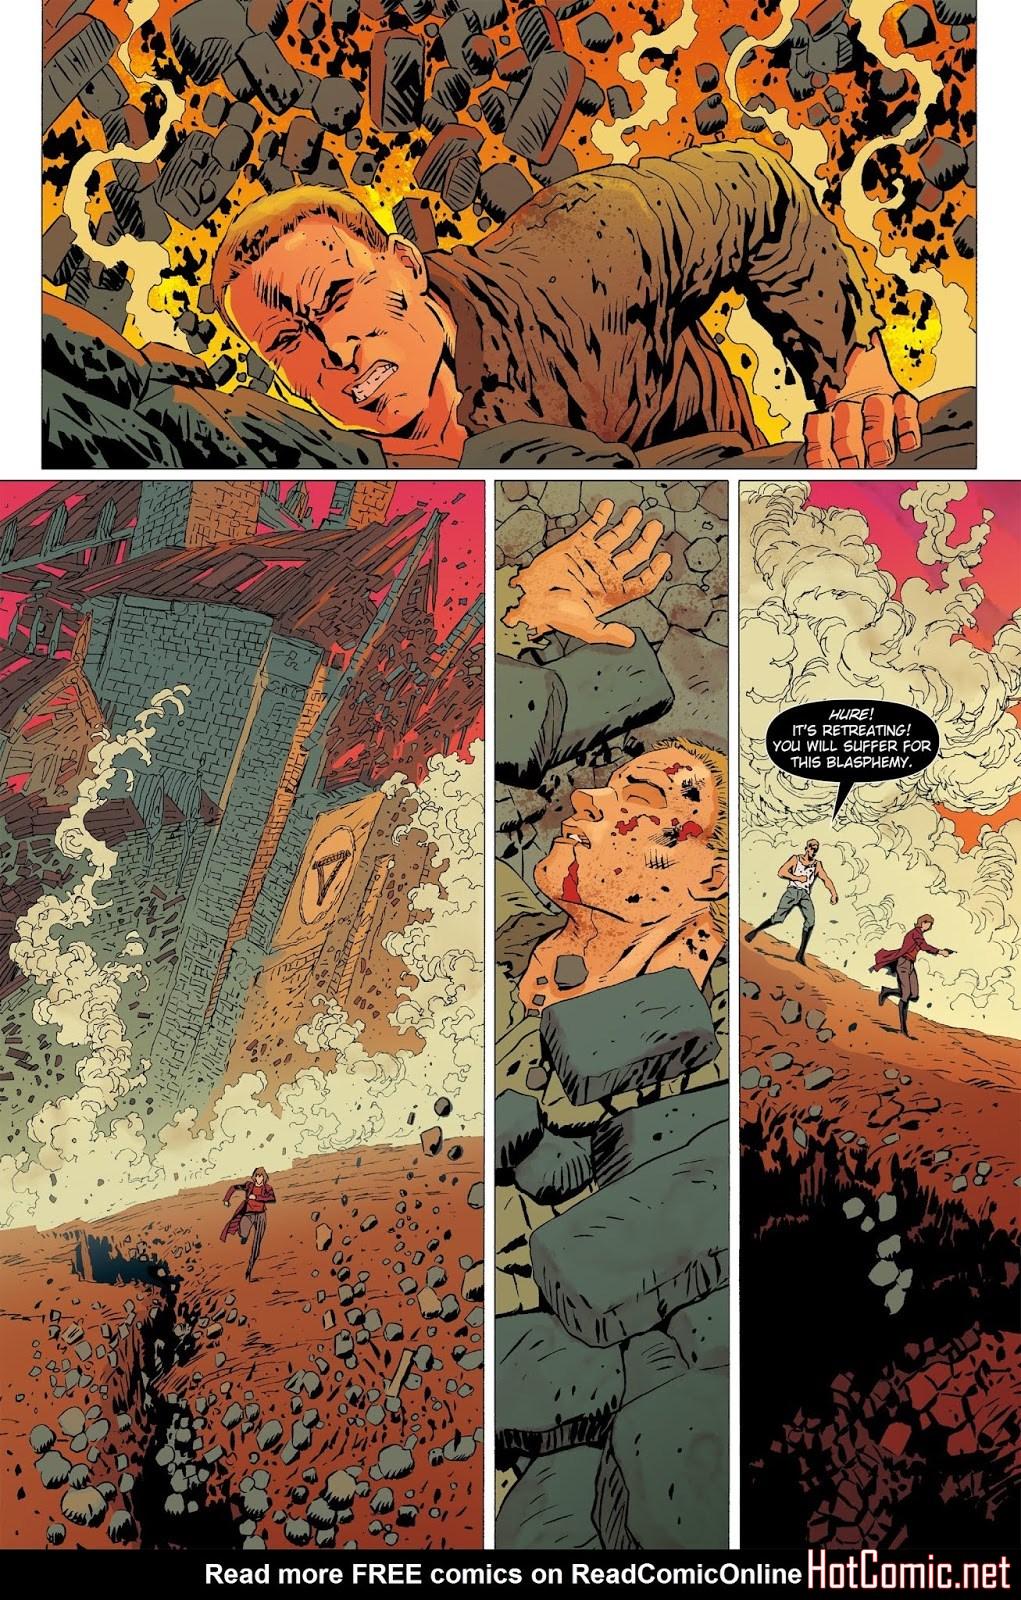 HURE!
IT'S RETREATING!
YOU WILL SUFFER FOR
THIS BLASPHEMY.
Read more FREE comics on ReadComicOnline
HotComic.net